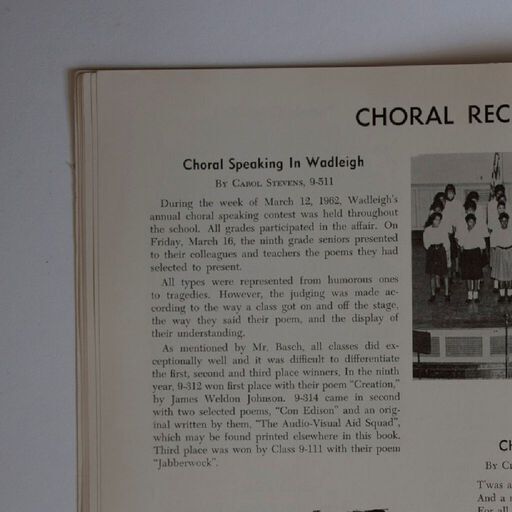 CHORAL REC
Choral Speaking In Wadleigh
By Carol Stevens, 9-511
During the week of March 12, 1962, Wadleigh's
annual choral speaking contest was held throughout
the school. All grades participated in the affair. On
Friday, March 16, the ninth grade seniors presented
to their colleagues and teachers the poems they had
selected to present.
All types were represented from humorous ones
to tragedies. However, the judging was made ac-
cording to the way a class got on and off the stage,
the way they said their poem, and the display of
their understanding.
As mentioned by Mr. Basch, all classes did ex-
ceptionally well and it was difficult to differentiate
the first, second and third place winners. In the ninth
year, 9-312 won first place with their poem "Creation,"
by James Weldon Johnson. 9-314 came in second
with two selected poems, "Con Edison" and an orig-
inal written by them, "The Audio-Visual Aid Squad",
which may be found printed elsewhere in this book.
Third place was won by Class 9-111 with their poem
"Jabberwock".
By C
T'was a
And a
For all